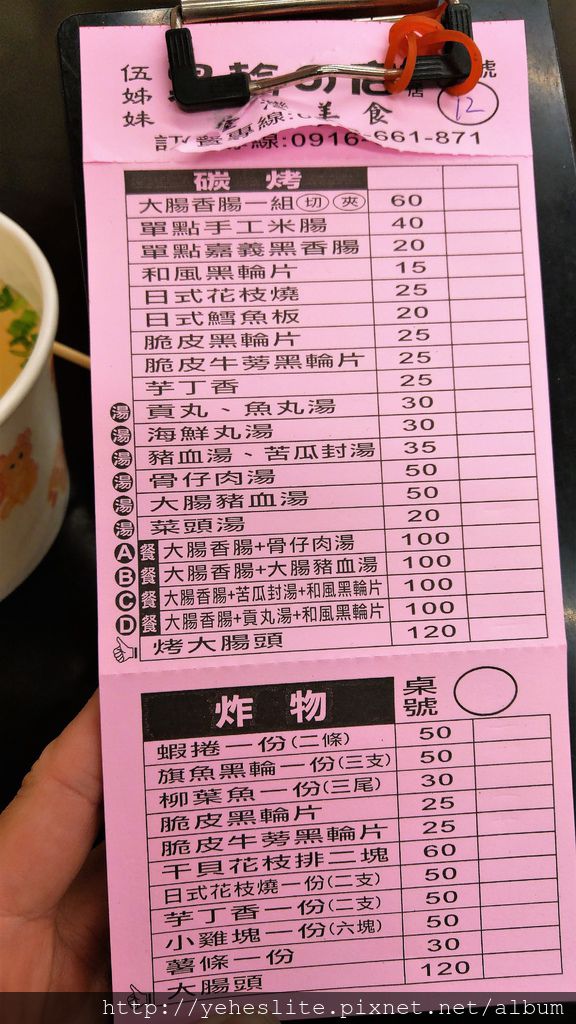 伍姊妹
黑輪の店
號 12
美食
訂餐專線:0916-661-871
碳烤
大腸香腸一組(切)(夾) 60
單點手工米腸 40
單點嘉義黑香腸 20
和風黑輪片 15
日式花枝燒 25
日式鱈魚板 20
脆皮黑輪片 25
脆皮牛蒡黑輪片 25
芋丁香 25
湯 貢丸、魚丸湯 30
湯 海鮮丸湯 30
湯 豬血湯、苦瓜封湯 35
湯 骨仔肉湯 50
湯 大腸豬血湯 50
湯 菜頭湯 20
A餐 大腸香腸+骨仔肉湯 100
B餐 大腸香腸+大腸豬血湯 100
C餐 大腸香腸+苦瓜封湯+和風黑輪片 100
D餐 大腸香腸+貢丸湯+和風黑輪片 100
烤大腸頭 120
炸物 桌號
蝦捲一份(二條) 50
旗魚黑輪一份(三支) 50
柳葉魚一份(三尾) 30
脆皮黑輪片 25
脆皮牛蒡黑輪片 25
干貝花枝排二塊 60
日式花枝燒一份(二支) 50
芋丁香一份(二支) 50
小雞塊一份(六塊) 50
薯條一份 30
大腸頭 120
http://yeheslite.pixnet.net/album